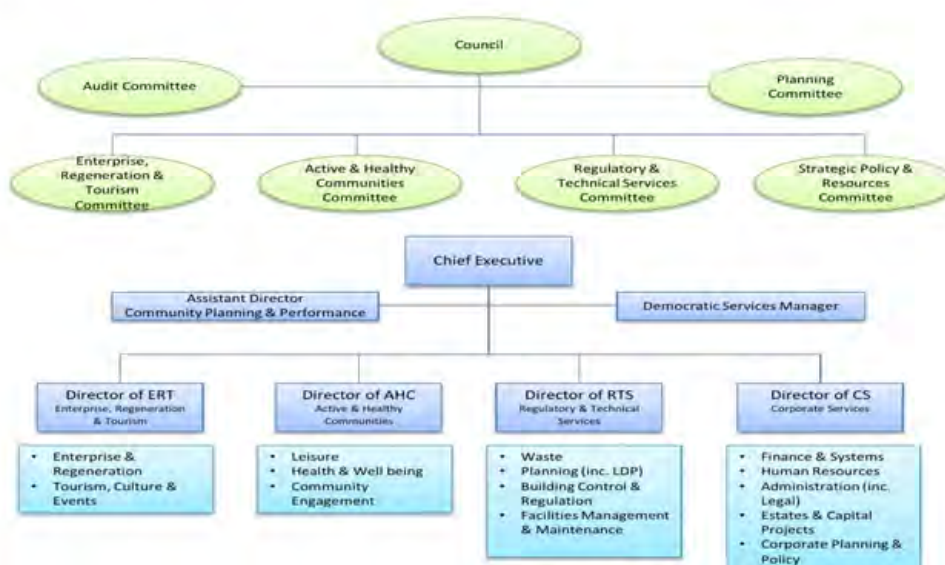 Council
Audit Committee
Planning
Committee
Enterprise,
Regeneration &
Tourism
Committee
Active & Healthy
Communities
Committee
Regulatory &
Technical Services
Committee
Strategic Policy &
Resources
Committee
Chief Executive
Assistant Director
Community Planning & Performance
Democratic Services Manager
Director of ERT
Enterprise, Regeneration
& Tourism
Director of AHC
Active & Healthy
Communities
Director of RTS
Regulatory & Technical
Services
Director of CS
Corporate Services
• Enterprise &
Regeneration
• Tourism, Culture &
Events
• Leisure
• Health & Well being
• Community
Engagement
• Waste
• Planning (inc. LDP)
• Building Control &
Regulation
• Facilities Management
& Maintenance
• Finance & Systems
• Human Resources
• Administration (inc.
Legal)
• Estates & Capital
Projects
• Corporate Planning &
Policy